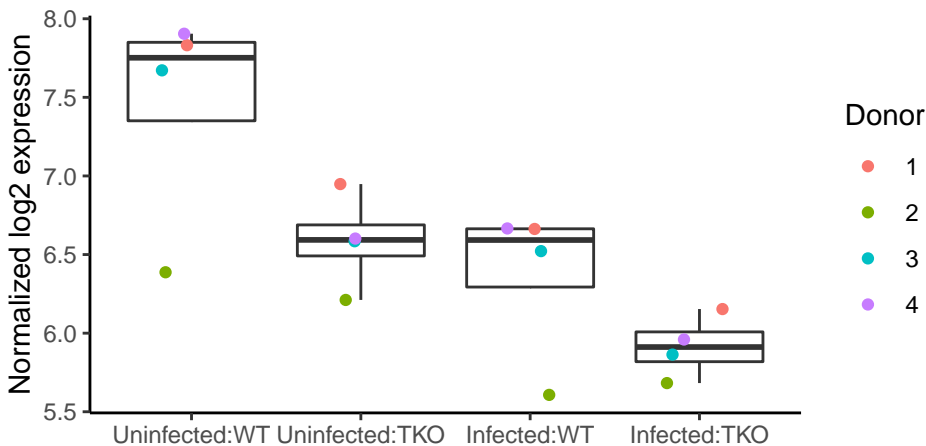 Normalized log2 expression
8.0
7.5
7.0
6.5
6.0
5.5
Uninfected:WT
Uninfected:TKO
Infected:WT
Infected:TKO
Donor
1
2
3
4